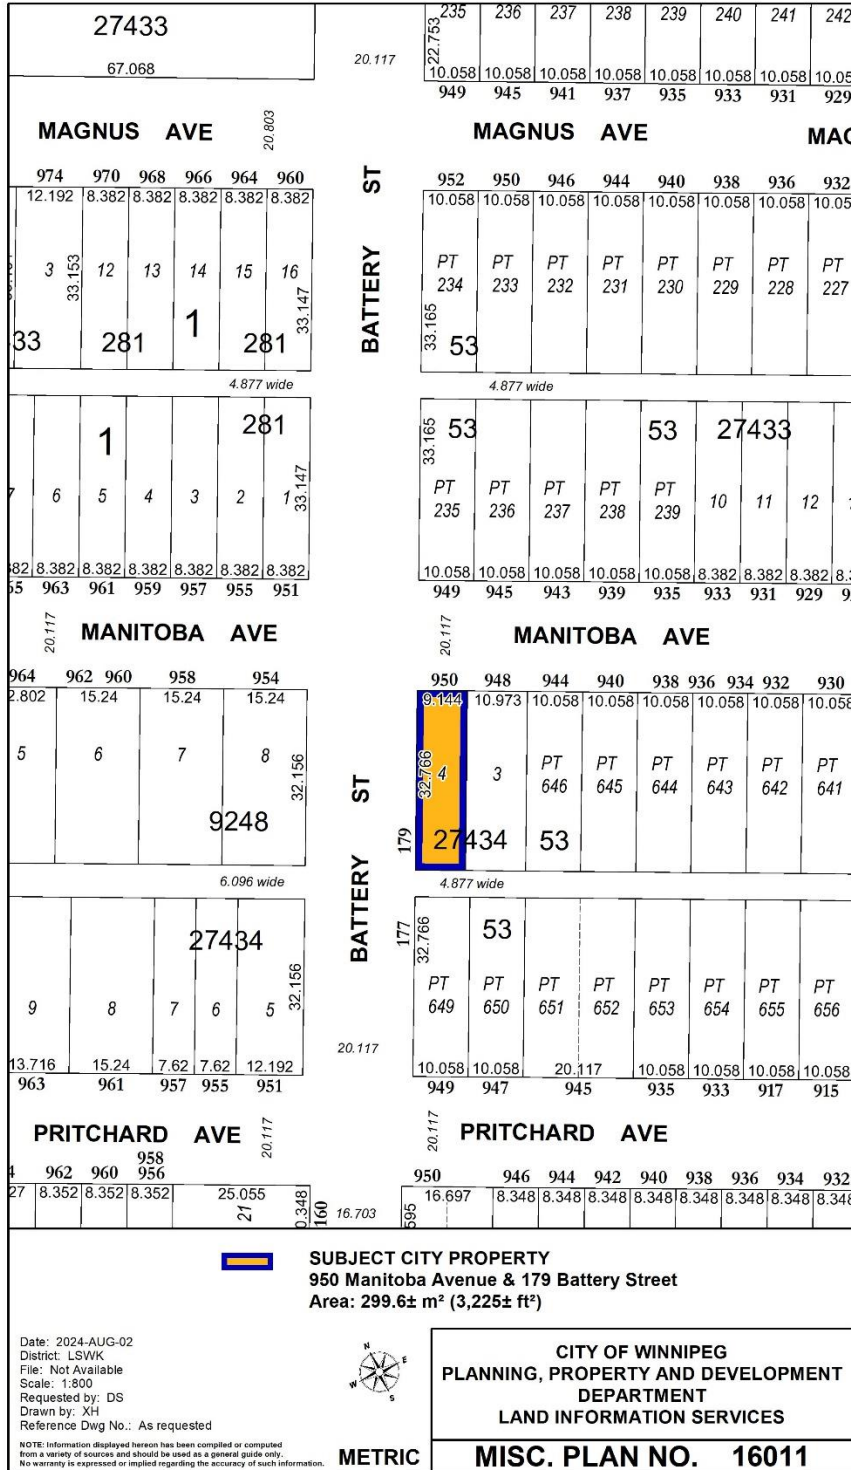 27433 235 236 237 238 239 240 241 242
67.068 20.117 22.753 10.058 10.058 10.058 10.058 10.058 10.058 10.058
949 945 941 937 935 933 931 929
20.803
MAGNUS AVE MAGNUS AVE
974 970 968 966 964 960 952 950 946 944 940 938 936 932
12.192 8.382 8.382 8.382 8.382 8.382 10.058 10.058 10.058 10.058 10.058 10.058 10.058
BATTERY ST
3 33.153 12 13 14 15 16 33.147
PT PT PT PT PT PT PT PT
234 233 232 231 230 229 228 227
33.165
1
281 281 53
4.877 wide 4.877 wide
1 281 33.165 53 53 27433
6 5 4 3 2 1 33.147
PT PT PT PT PT
235 236 237 238 239 10 11 12
8.382 8.382 8.382 8.382 8.382 8.382 10.058 10.058 10.058 10.058 10.058 8.382 8.382 8.382
963 961 959 957 955 951 949 945 943 939 935 933 931 929
20.117 MANITOBA AVE 20.117 MANITOBA AVE
964 962 960 958 954 950 948 944 940 938 936 934 932 930
15.24 15.24 15.24 9.144 10.973 10.058 10.058 10.058 10.058 10.058 10.058
5 6 7 8 32.156 32.766 4 3
PT PT PT PT PT PT
646 645 644 643 642 641
BATTERY ST
9248 179 27434 53
6.096 wide 4.877 wide
27434 177 32.766 53
9 8 7 6 5 32.156
PT PT PT PT PT PT PT PT
649 650 651 652 653 654 655 656
20.117
13.716 15.24 7.62 7.62 12.192 10.058 10.058 20.117 10.058 10.058 10.058 10.058
963 961 957 955 951 949 947 945 935 933 917 915
PRITCHARD AVE 20.117 20.117 PRITCHARD AVE
958
962 960 956 950 946 944 942 940 938 936 934 932
8.352 8.352 8.352 25.055 16.697 8.348 8.348 8.348 8.348 8.348 8.348 8.348
21 160 16.703
SUBJECT CITY PROPERTY
950 Manitoba Avenue & 179 Battery Street
Area: 299.6± m² (3,225± ft²)
Date: 2024-AUG-02
District: LSWK
File: Not Available
Scale: 1:800
Requested by: DS
Drawn by: XH
Reference Dwg No.: As requested
NOTE: Information displayed hereon has been compiled or computed
from a variety of sources and should be used as a general guide only.
No warranty is expressed or implied regarding the accuracy of such information.
N
E
W
S
METRIC
CITY OF WINNIPEG
PLANNING, PROPERTY AND DEVELOPMENT
DEPARTMENT
LAND INFORMATION SERVICES
MISC. PLAN NO. 16011